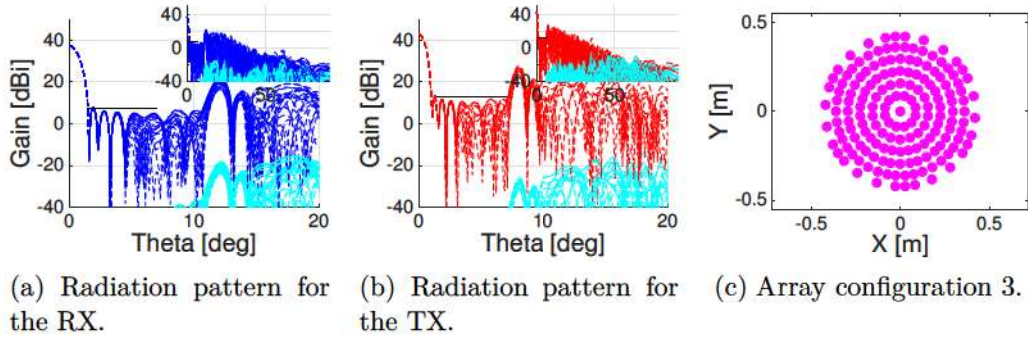 40
0
-40
0
50
40
20
0
-20
-40
Gain [dBi]
0
10
20
Theta [deg]
40
0
-40
0
50
40
20
0
-20
-40
Gain [dBi]
0
10
20
Theta [deg]
0.5
0
-0.5
Y [m]
-0.5
0
0.5
X [m]
(a) Radiation pattern for
the RX.
(b) Radiation pattern for
the TX.
(c) Array configuration 3.